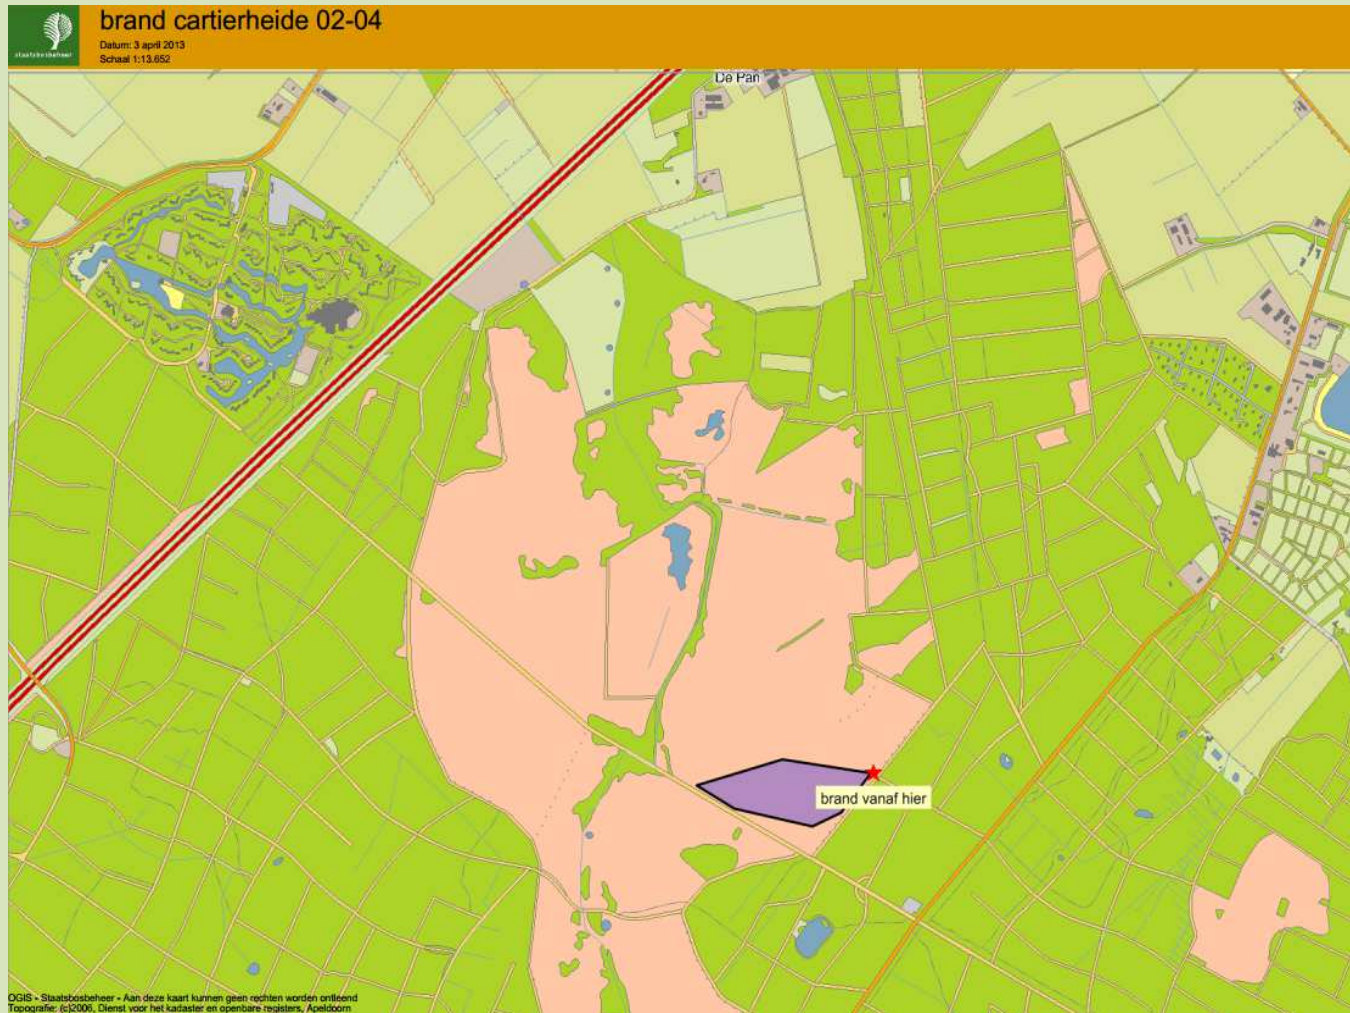 staatsbosbeheer
brand cartierheide 02-04
Datum: 3 april 2013
Schaal 1:13.652
De Pan
brand vanaf hier
OGIS - Staatsbosbeheer - Aan deze kaart kunnen geen rechten worden ontleend
Topografie: (c)2006, Dienst voor het kadaster en openbare registers, Apeldoorn